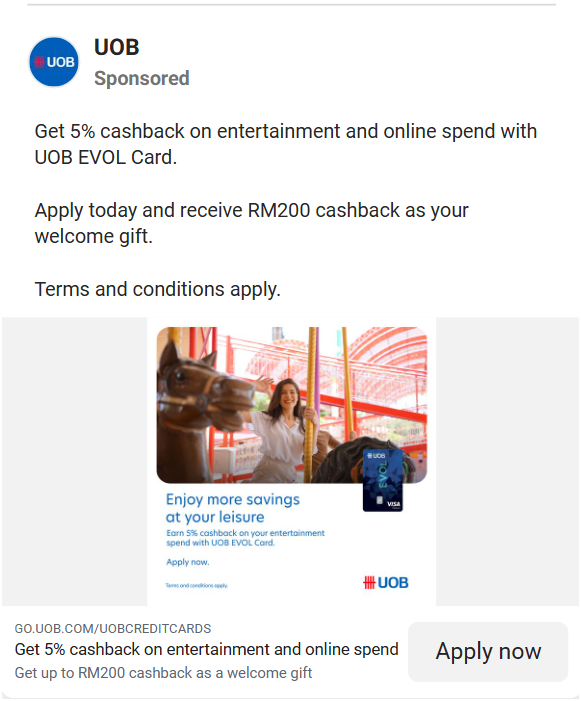 UOB
UOB
Sponsored
Get 5% cashback on entertainment and online spend with
UOB EVOL Card.
Apply today and receive RM200 cashback as your
welcome gift.
Terms and conditions apply.
UOB
EVOL
VISA
Enjoy more savings
at your leisure
Earn 5% cashback on your entertainment
spend with UOB EVOL Card.
Apply now.
Terms and conditions apply.
UOB
GO.UOB.COM/UOBCREDITCARDS
Get 5% cashback on entertainment and online spend
Get up to RM200 cashback as a welcome gift
Apply now